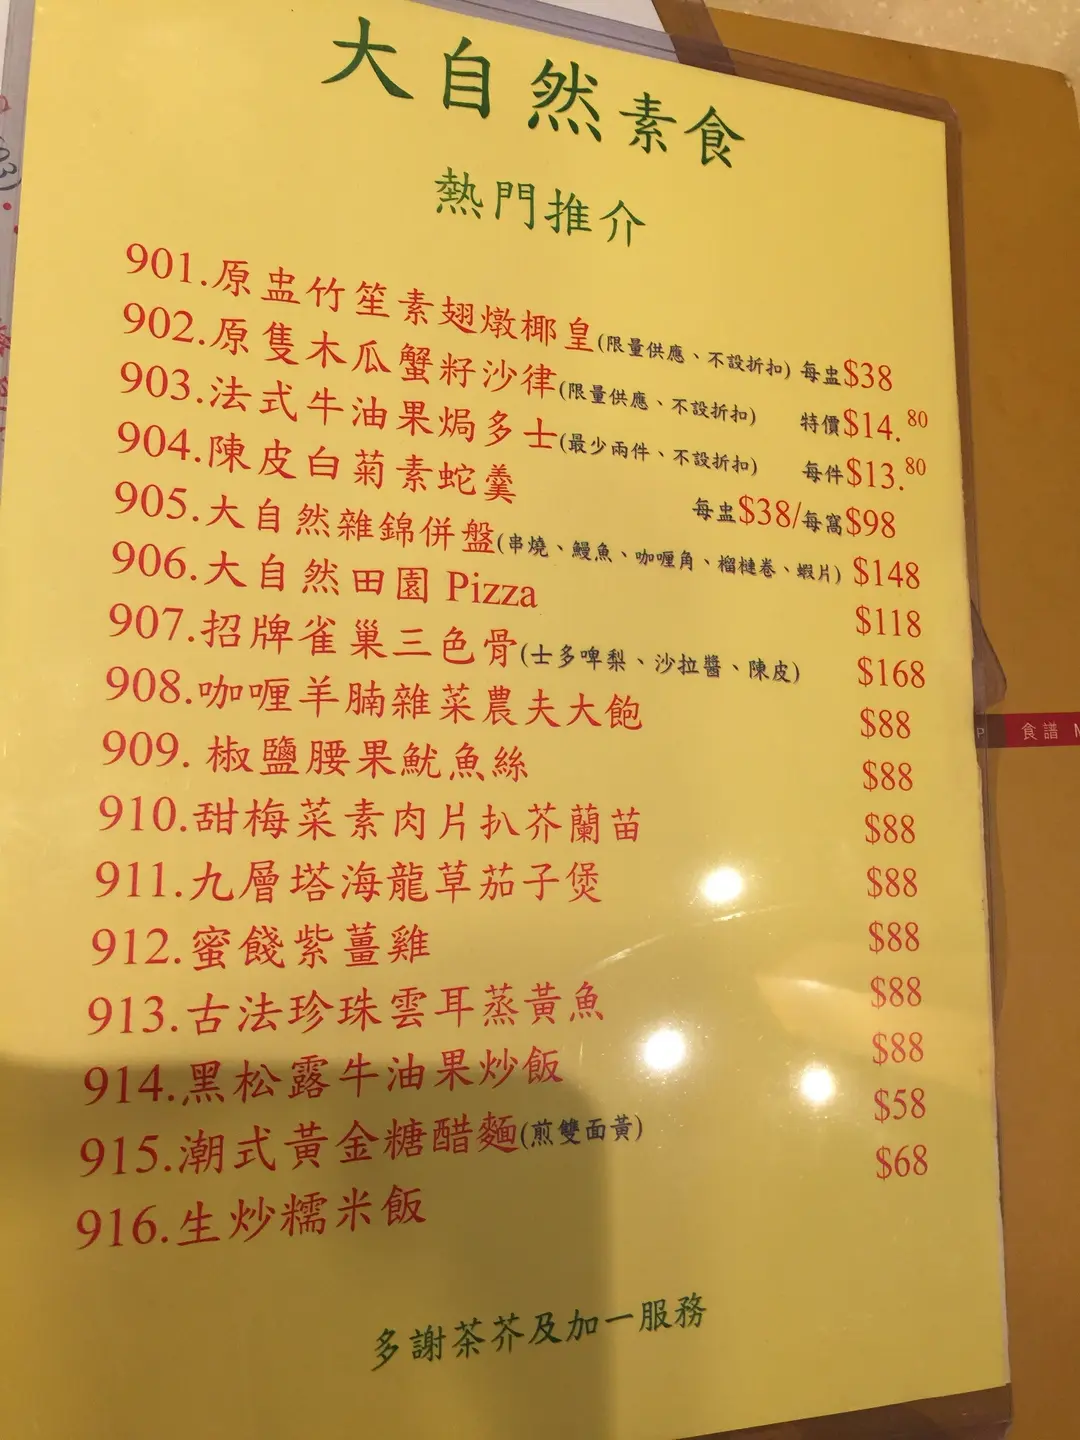 大自然素食
熱門推介
901.原盅竹笙素翅燉椰皇(限量供應、不設折扣) 每盅$38
902.原隻木瓜蟹籽沙律(限量供應、不設折扣) 特價$14.80
903.法式牛油果焗多士(最少兩件、不設折扣) 每件$13.80
904.陳皮白菊素蛇羹 每盅$38/每窩$98
905.大自然雜錦併盤(串燒、鰻魚、咖喱角、榴槤卷、蝦片) $148
906.大自然田園 Pizza $118
907.招牌雀巢三色骨(士多啤梨、沙拉醬、陳皮) $168
908.咖喱羊腩雜菜農夫大飽 $88
909. 椒鹽腰果魷魚絲 $88
910.甜梅菜素肉片扒芥蘭苗 $88
911.九層塔海龍草茄子煲 $88
912.蜜餞紫薑雞 $88
913.古法珍珠雲耳蒸黃魚 $88
914.黑松露牛油果炒飯 $88
915.潮式黃金糖醋麵(煎雙面黃) $58
916.生炒糯米飯 $68
多謝茶芥及加一服務
P 食譜